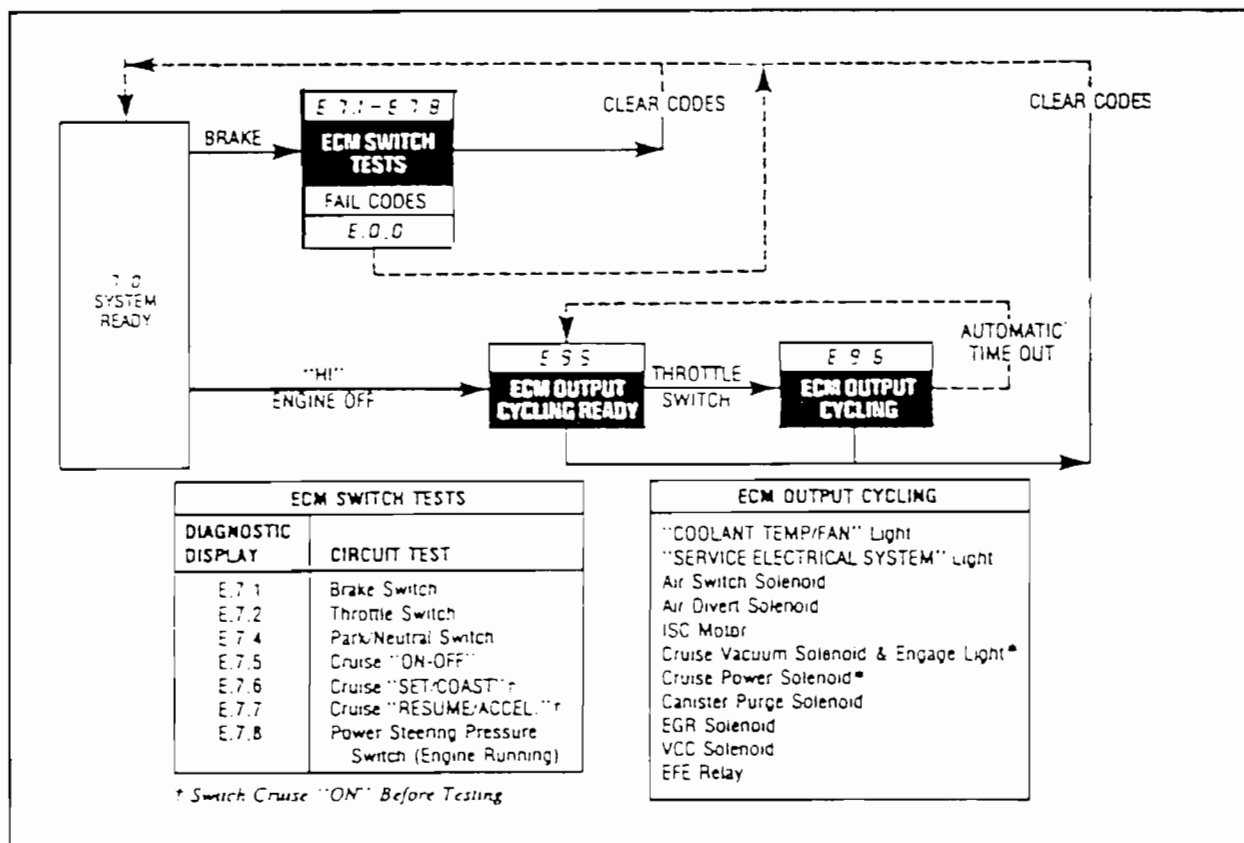 CLEAR CODES
CLEAR CODES
E.7.1-E.7.8
BRAKE
ECM SWITCH
TESTS
FAIL CODES
E.0.0
7.0
SYSTEM
READY
AUTOMATIC
TIME OUT
"HI"
ENGINE OFF
E.9.5
ECM OUTPUT
CYCLING READY
THROTTLE
SWITCH
E.9.6
ECM OUTPUT
CYCLING
ECM SWITCH TESTS
DIAGNOSTIC
DISPLAY
CIRCUIT TEST
E.7.1 Brake Switch
E.7.2 Throttle Switch
E.7.4 Park/Neutral Switch
E.7.5 Cruise "ON-OFF"
E.7.6 Cruise "SET/COAST"†
E.7.7 Cruise "RESUME/ACCEL."†
E.7.8 Power Steering Pressure
Switch (Engine Running)
† Switch Cruise "ON" Before Testing
ECM OUTPUT CYCLING
"COOLANT TEMP/FAN" Light
"SERVICE ELECTRICAL SYSTEM" Light
Air Switch Solenoid
Air Divert Solenoid
ISC Motor
Cruise Vacuum Solenoid & Engage Light*
Cruise Power Solenoid*
Canister Purge Solenoid
EGR Solenoid
VCC Solenoid
EFE Relay